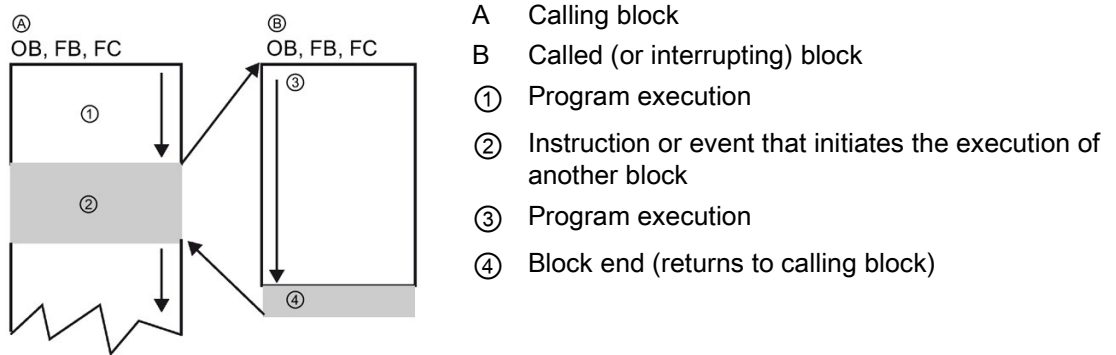 Ⓐ
OB, FB, FC
①
②
Ⓑ
OB, FB, FC
③
④
A Calling block
B Called (or interrupting) block
① Program execution
② Instruction or event that initiates the execution of
another block
③ Program execution
④ Block end (returns to calling block)